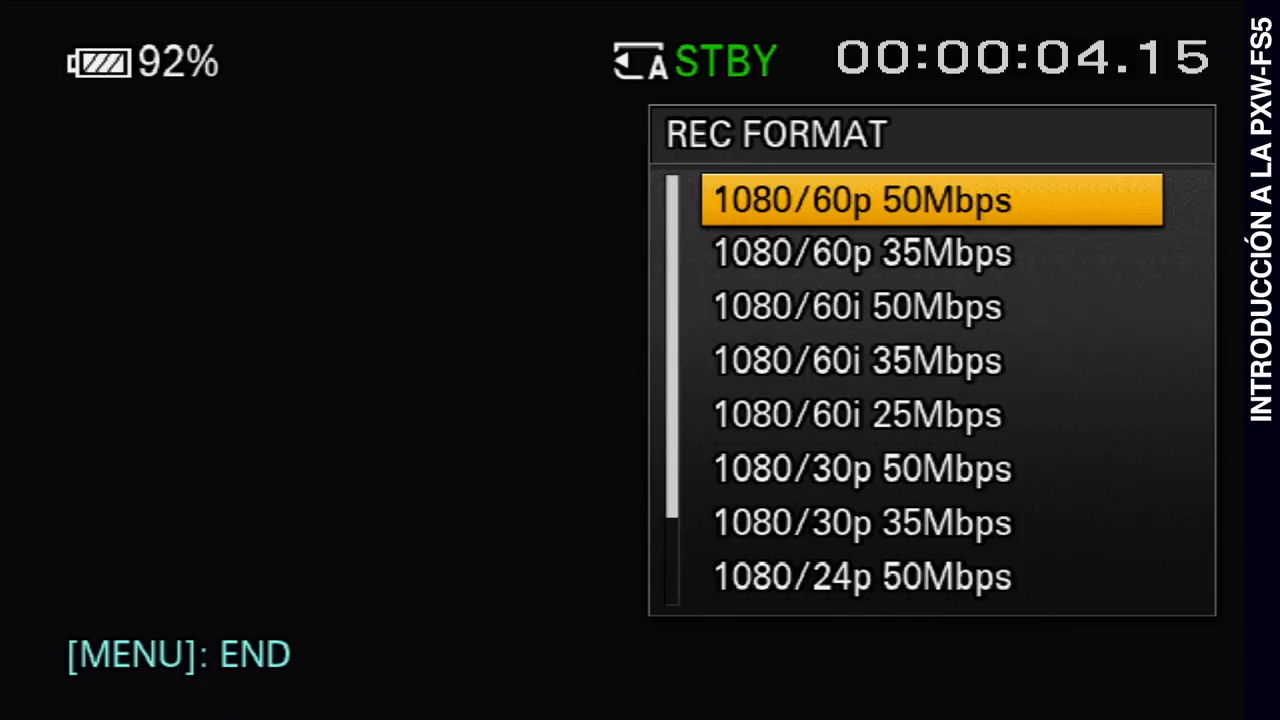 92%
A STBY 00:00:04.15
REC FORMAT
1080/60p 50Mbps
1080/60p 35Mbps
1080/60i 50Mbps
1080/60i 35Mbps
1080/60i 25Mbps
1080/30p 50Mbps
1080/30p 35Mbps
1080/24p 50Mbps
[MENU]: END
INTRODUCCIÓN A LA PXW-FS5